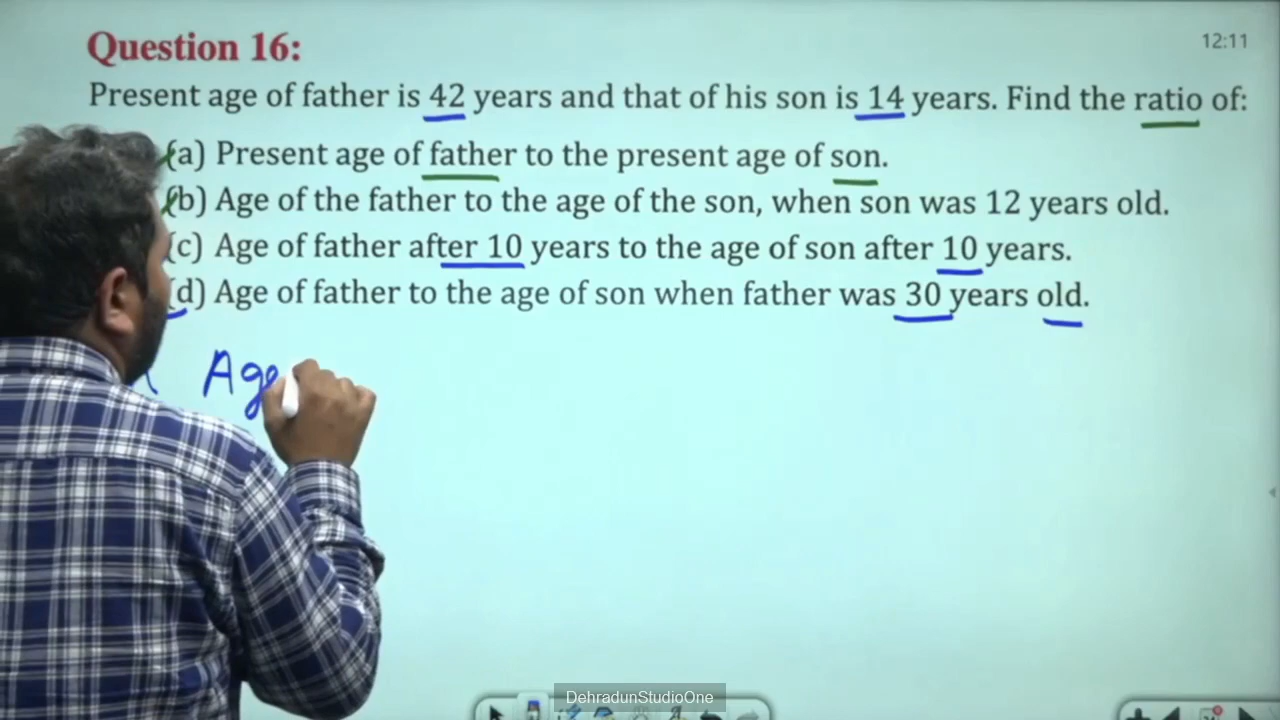 Question 16:
12:11
Present age of father is 42 years and that of his son is 14 years. Find the ratio of:
(a) Present age of father to the present age of son.
(b) Age of the father to the age of the son, when son was 12 years old.
(c) Age of father after 10 years to the age of son after 10 years.
(d) Age of father to the age of son when father was 30 years old.
Age
DehradunStudioOne